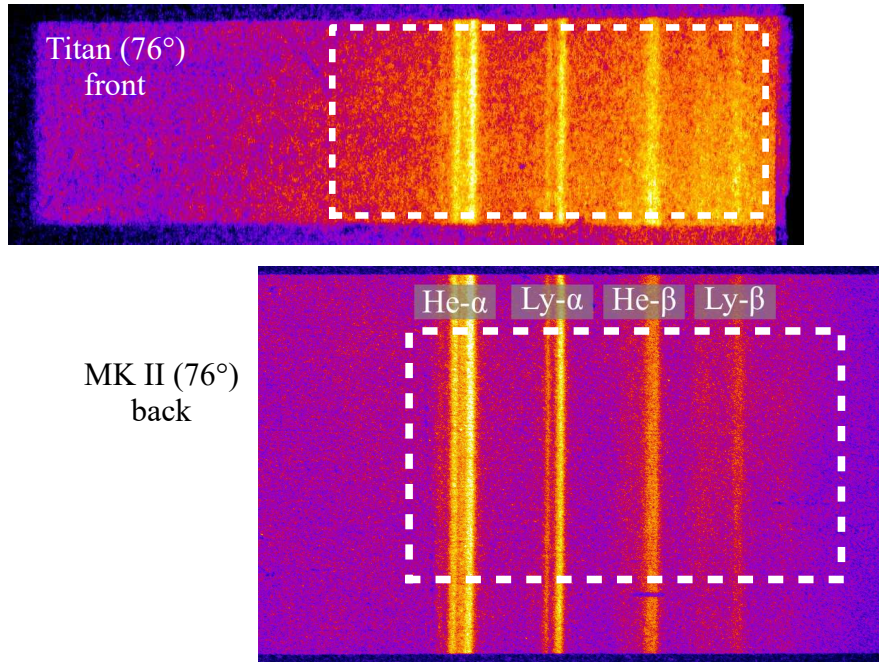 Titan (76°)
front
He-α Ly-α He-β Ly-β
MK II (76°)
back